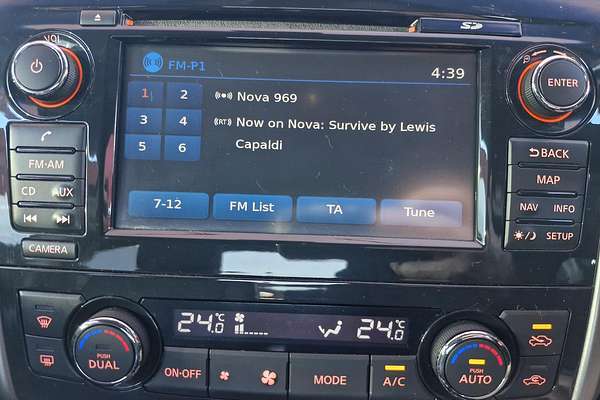 SD
VOL
FM-P1
4:39
ENTER
1 2
Nova 969
3 4
RT
Now on Nova: Survive by Lewis
Capaldi
5 6
FM·AM
CD AUX
BACK
MAP
NAV INFO
SETUP
7-12
FM List
TA
Tune
CAMERA
24.0°C
24.0°C
PUSH
DUAL
ON·OFF
MODE
A/C
PUSH
AUTO